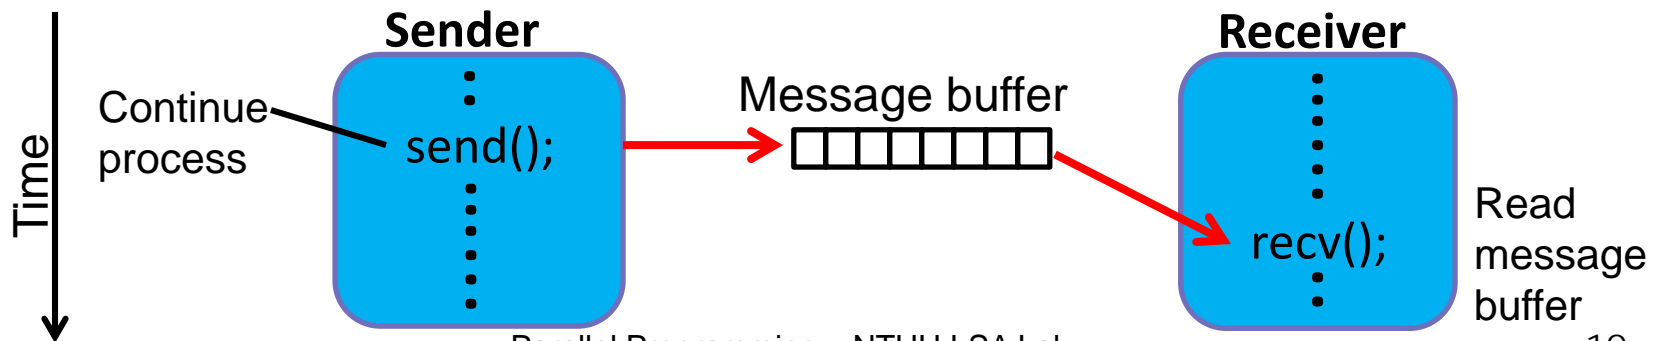 Sender
Receiver
Message buffer
Continue
process
send();
Time
Read
message
buffer
recv();